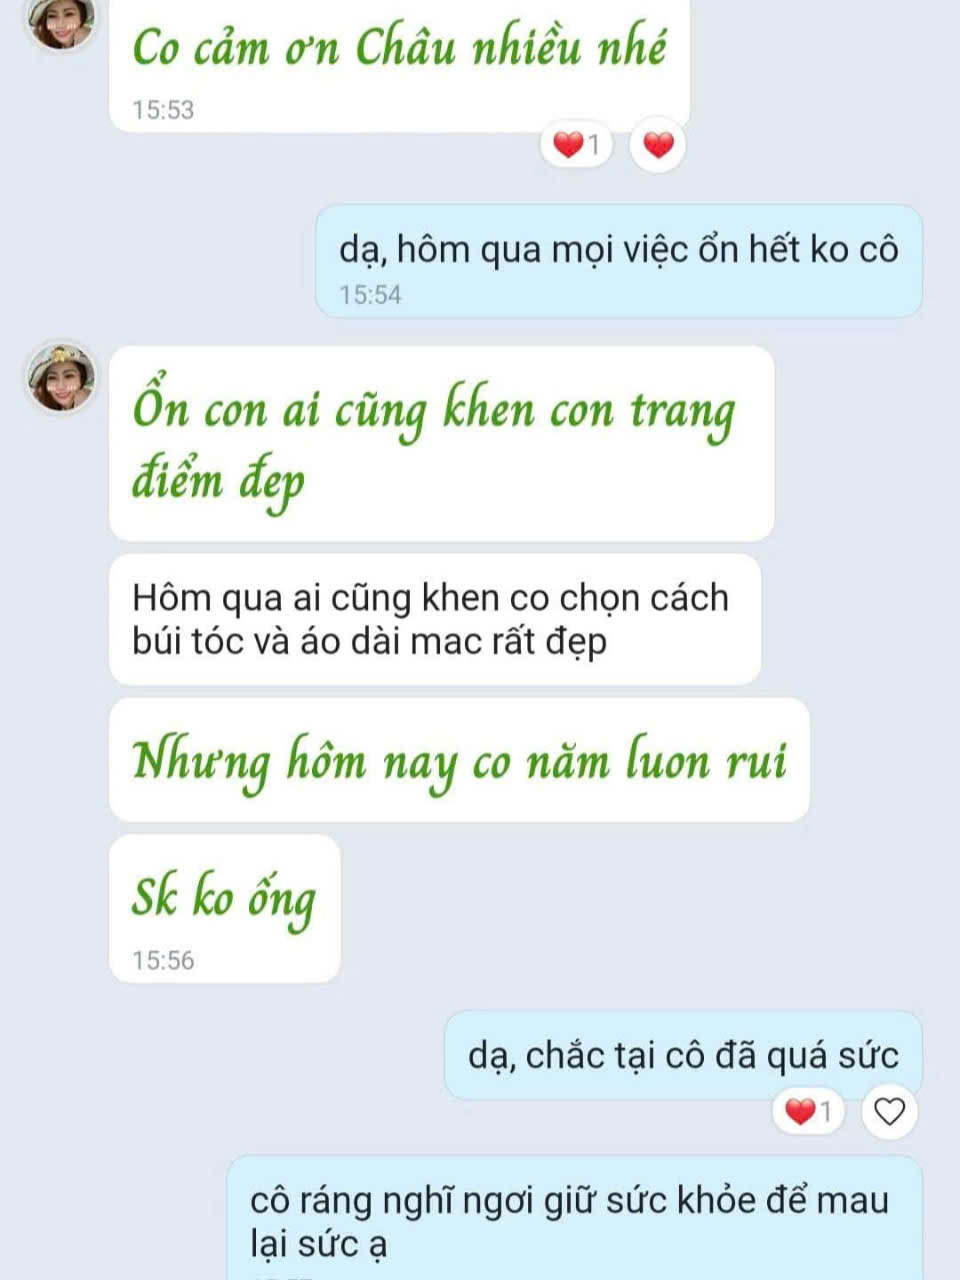 Co cảm ơn Châu nhiều nhé
15:53
1
dạ, hôm qua mọi việc ổn hết ko cô
15:54
Ổn con ai cũng khen con trang
điểm đẹp
Hôm qua ai cũng khen co chọn cách
búi tóc và áo dài mac rất đẹp
Nhưng hôm nay co năm luon rui
Sk ko ống
15:56
dạ, chắc tại cô đã quá sức
1
cô ráng nghĩ ngơi giữ sức khỏe để mau
lại sức ạ